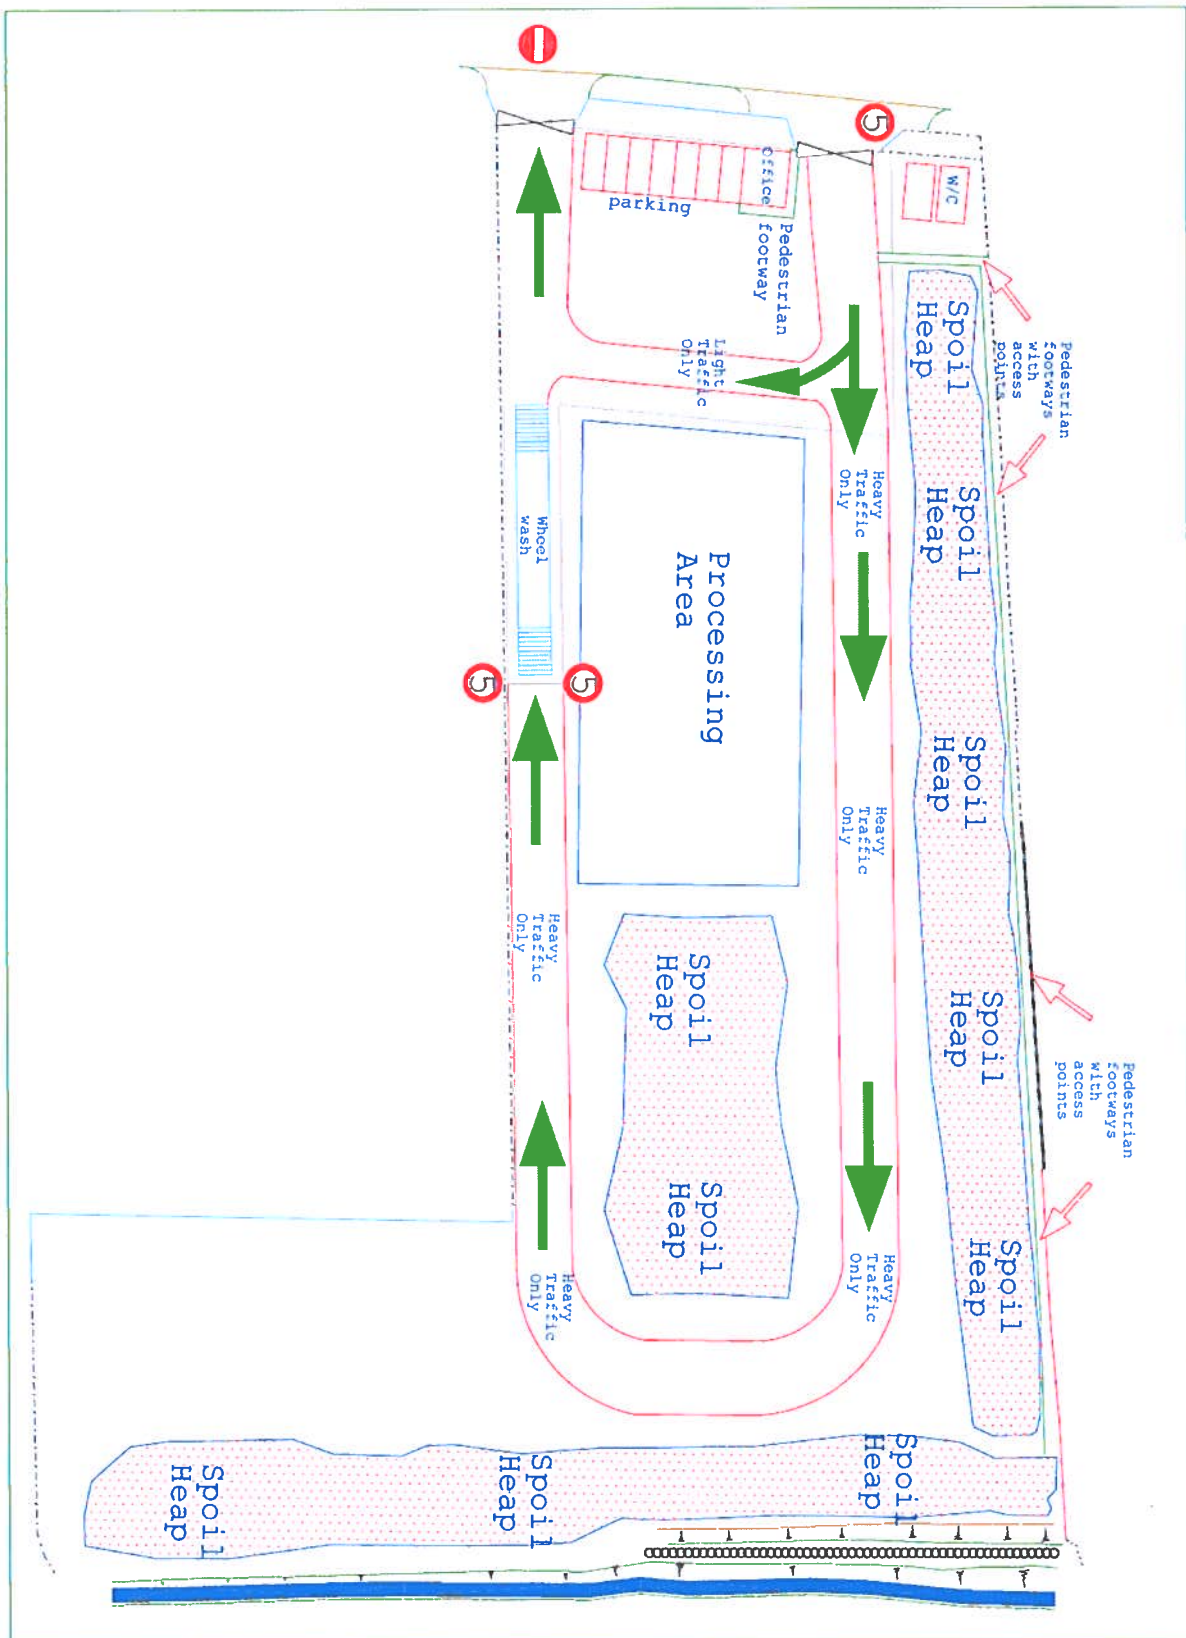 5
W/C
Office
parking
Pedestrian
footway
Light
Traffic
Only
Pedestrian
footways
with
access
points
Spoil
Heap
Spoil
Heap
Spoil
Heap
Spoil
Heap
Spoil
Heap
Heavy
Traffic
Only
Heavy
Traffic
Only
Heavy
Traffic
Only
Pedestrian
footways
with
access
points
Processing
Area
Wheel
wash
5
5
Heavy
Traffic
Only
Heavy
Traffic
Only
Spoil
Heap
Spoil
Heap
Spoil
Heap
Spoil
Heap
Spoil
Heap